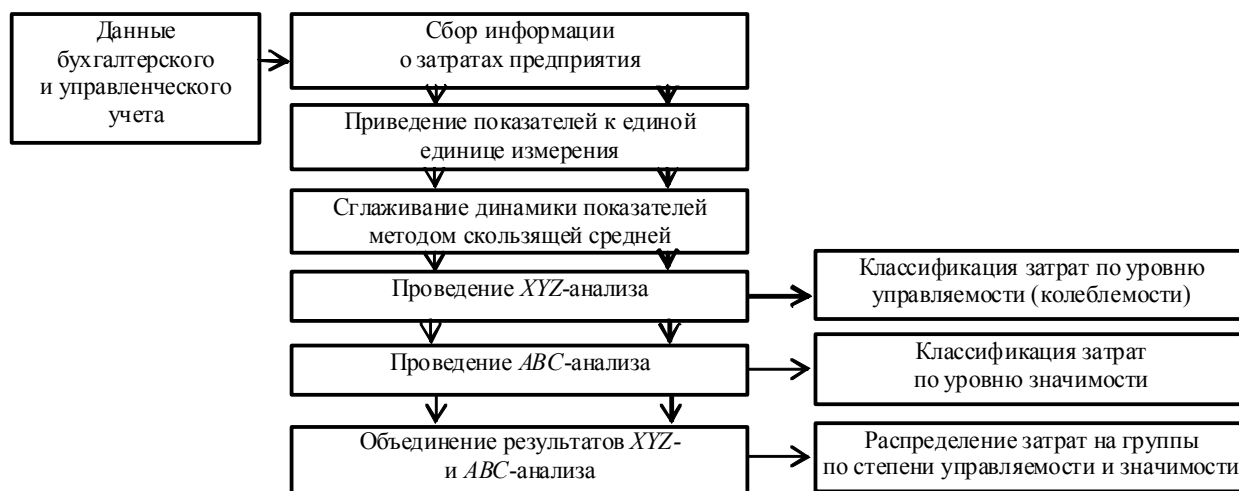 Данные
бухгалтерского
и управленческого
учета
Сбор информации
о затратах предприятия
Приведение показателей к единой
единице измерения
Сглаживание динамики показателей
методом скользящей средней
Проведение XYZ-анализа
Классификация затрат по уровню
управляемости (колеблемости)
Проведение ABC-анализа
Классификация затрат
по уровню значимости
Объединение результатов XYZ-
и ABC-анализа
Распределение затрат на группы
по степени управляемости и значимости